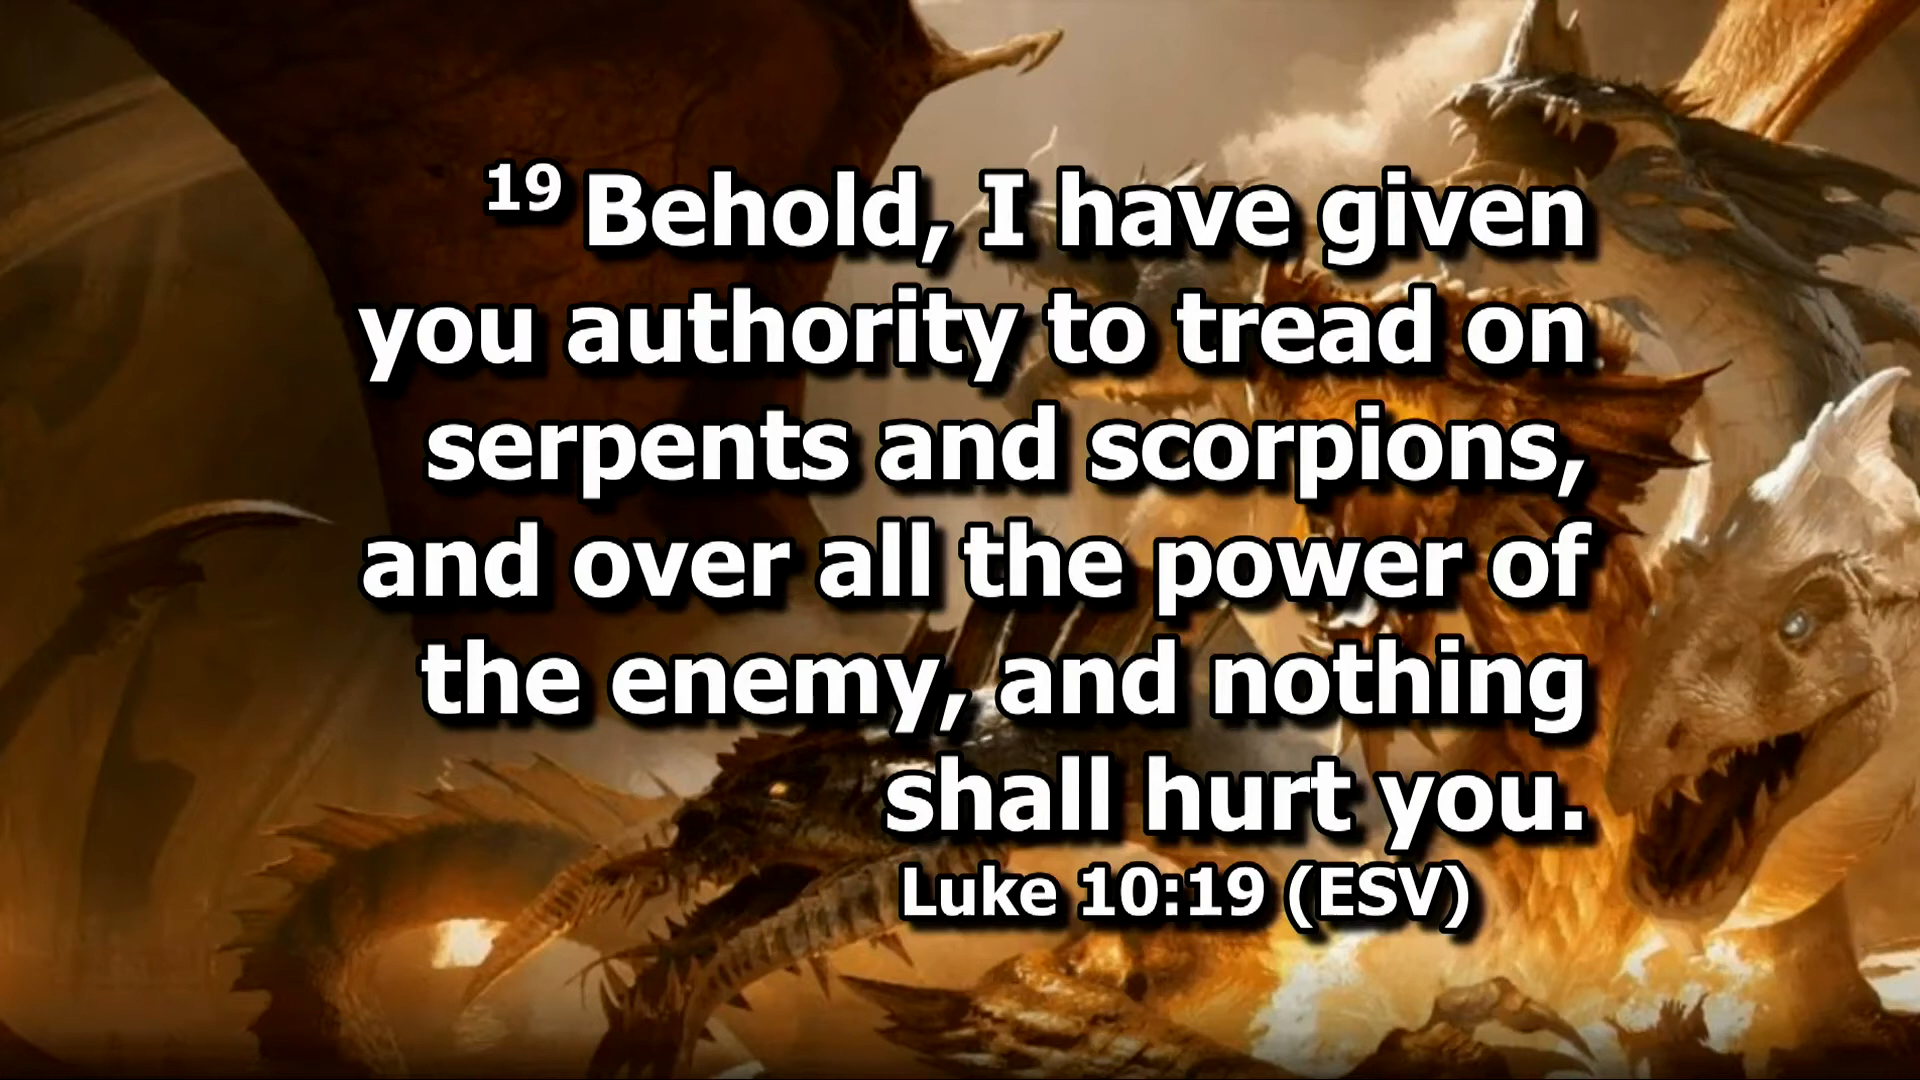 19 Behold, I have given
you authority to tread on
serpents and scorpions,
and over all the power of
the enemy, and nothing
shall hurt you.
Luke 10:19 (ESV)